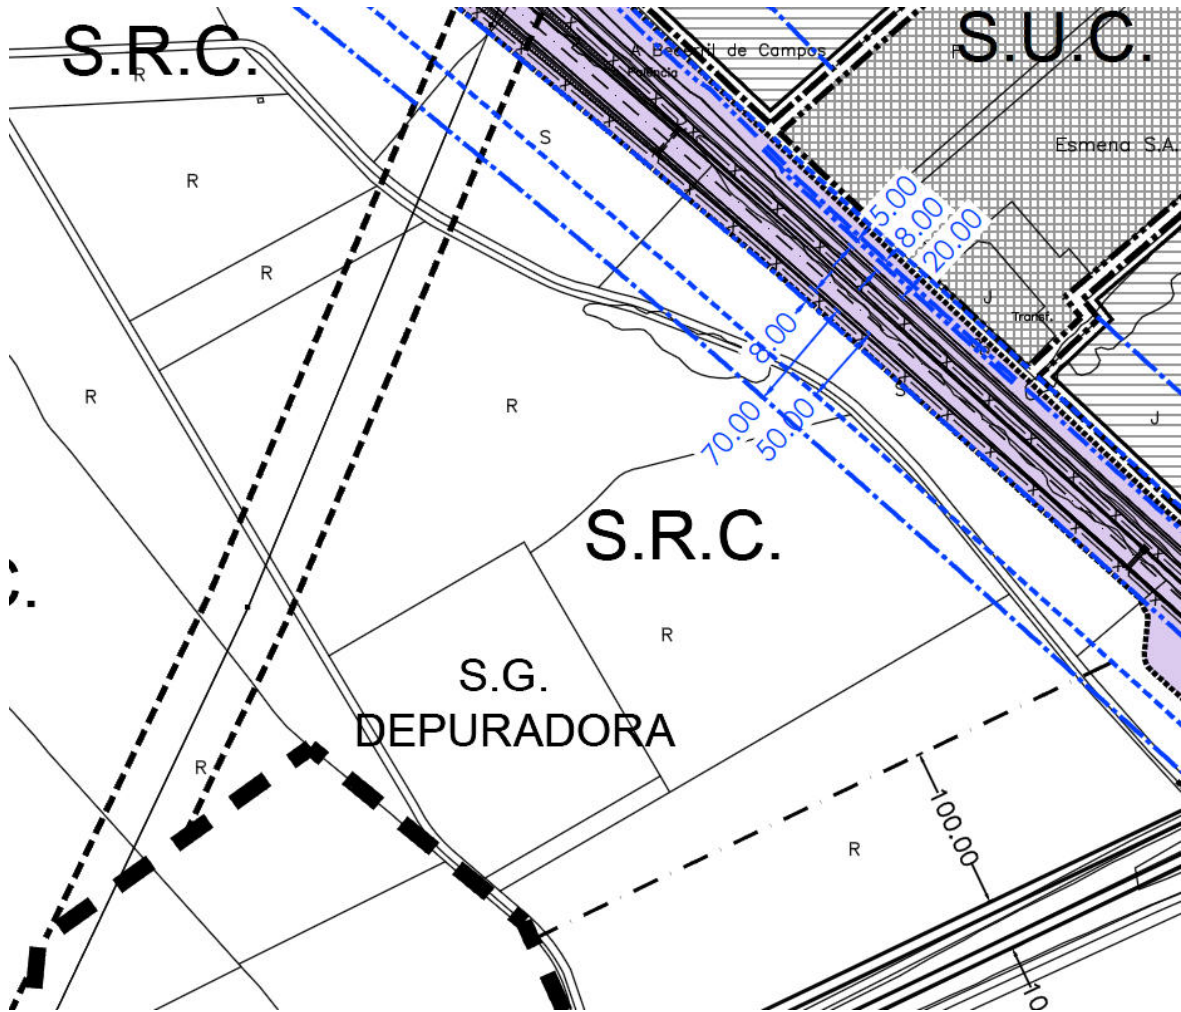 S.R.C.
S.U.C.
A Becerril de Campos
Palencia
F
R
S
Esmena S.A.
R
5.00
8.00
20.00
R
J
Transf.
8.00
R
R
S
J
70.00
50.00
S.R.C.
C.
R
S.G.
DEPURADORA
R
100.00
R
10